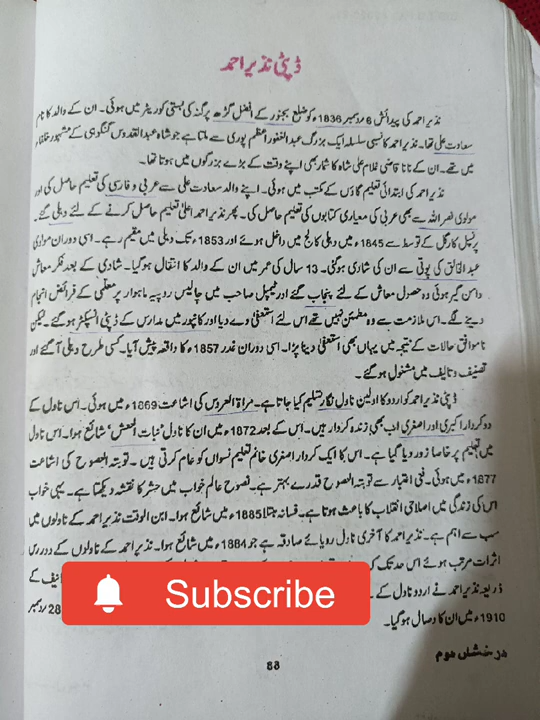 ڈپٹی نذیر احمد
نذیر احمد کی پیدائش 6 ردسمبر 1836ء کو ضلع بجنور کے افضل گڑھ پرگنہ کی بستی کوریٹر میں ہوئی۔ ان کے والد کا نام
سعادت علی تھا۔ نذیر احمد کا نسبی سلسلہ ایک بزرگ عبدالغفور اعظم پوری سے ملتا ہے جو شاہ عبدالقدوس گنگوہی کے مشہور خلفاء
میں تھے۔ ان کے نانا قاضی غلام علی شاہ کا شمار بھی اپنے وقت کے بڑے بزرگوں میں ہوتا تھا۔
نذیر احمد کی ابتدائی تعلیم گاؤں کے مکتب میں ہوئی۔ اپنے والد سعادت علی سے عربی و فارسی کی تعلیم حاصل کی اور
مولوی نصر اللہ سے بھی عربی کی معیاری کتابوں کی تعلیم حاصل کی۔ پھر نذیر احمد اعلیٰ تعلیم حاصل کرنے کے لئے دہلی گئے۔
پرنسپل کارگل کے توسط سے 1845ء میں دہلی کالج میں داخل ہوئے اور 1853ء تک دہلی میں مقیم رہے۔ اسی دوران مولوی
عبد الخالق کی پوتی سے ان کی شادی ہوگئی۔ 13 سال کی عمر میں ان کے والد کا انتقال ہوگیا۔ شادی کے بعد فکر معاش
دامن گیر ہوئی وہ حصول معاش کے لئے پنجاب گئے اور ٹیمپل صاحب میں چالیس روپیہ ماہوار پر معلمی کے فرائض انجام
دینے لگے۔ اس ملازمت سے وہ مطمئن نہیں تھے اس لئے استعفیٰ دے دیا اور کانپور میں مدارس کے ڈپٹی انسپکٹر ہوگئے۔ لیکن
ناموافق حالات کے نتیجہ میں یہاں بھی استعفیٰ دینا پڑا۔ اسی دوران غدر 1857ء کا واقعہ پیش آیا۔ کسی طرح دہلی آگئے اور
تصنیف و تالیف میں مشغول ہوگئے۔
ڈپٹی نذیر احمد کو اردو کا اولین ناول نگار تسلیم کیا جاتا ہے۔ مراۃ العروس کی اشاعت 1869ء میں ہوئی۔ اس ناول کے
دو کردار اکبری اور اصغری اب بھی زندہ کردار ہیں۔ اس کے بعد 1872ء میں ان کا ناول 'بنات النعش' شائع ہوا۔ اس ناول
میں تعلیم پر خاصا زور دیا گیا ہے۔ اس کا ایک کردار اصغری خانم تعلیم نسواں کو عام کرتی ہیں۔ توبتہ النصوح کی اشاعت
1877ء میں ہوئی۔ فنی اعتبار سے توبتہ النصوح قدرے بہتر ہے۔ نصوح عالم خواب میں حشر کا نقشہ دیکھتا ہے۔ یہی خواب
اس کی زندگی میں اصلاحی انقلاب کا باعث ہوتا ہے۔ فسانہ مبتلا 1885ء میں شائع ہوا۔ ابن الوقت نذیر احمد کے ناولوں میں
سب سے اہم ہے۔ نذیر احمد کا آخری ناول رویائے صادقہ ہے جو 1884ء میں شائع ہوا۔ نذیر احمد کے ناولوں کے دوررس
اثرات مرتب ہوئے اس حد تک
ذریعہ نذیر احمد نے اردو ناول کے
28 ردسمبر
1910ء میں ان کا وصال ہوگیا۔
Subscribe
درخشاں دوم
88